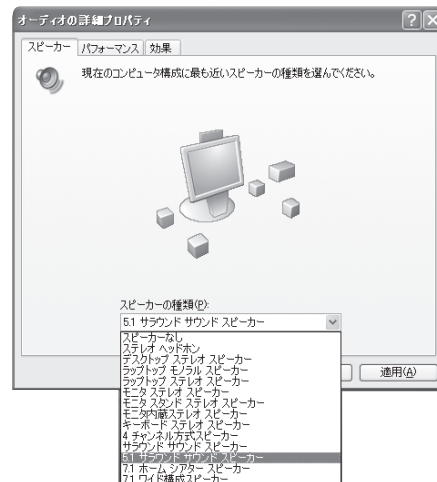 オーディオの詳細プロパティ
スピーカー パフォーマンス 効果
現在のコンピュータ構成に最も近いスピーカーの種類を選んでください。
スピーカーの種類(P):
5.1 サラウンド サウンド スピーカー
スピーカーなし
ステレオ ヘッドホン
デスクトップ ステレオ スピーカー
ラップトップ モノラル スピーカー
ラップトップ ステレオ スピーカー
モニタ ステレオ スピーカー
モニタ スタンド ステレオ スピーカー
モニタ内蔵ステレオ スピーカー
キーボード ステレオ スピーカー
4 チャンネル方式スピーカー
サラウンド サウンド スピーカー
5.1 サラウンド サウンド スピーカー
7.1 ホーム シアター スピーカー
7.1 ワイド構成スピーカー
適用(A)